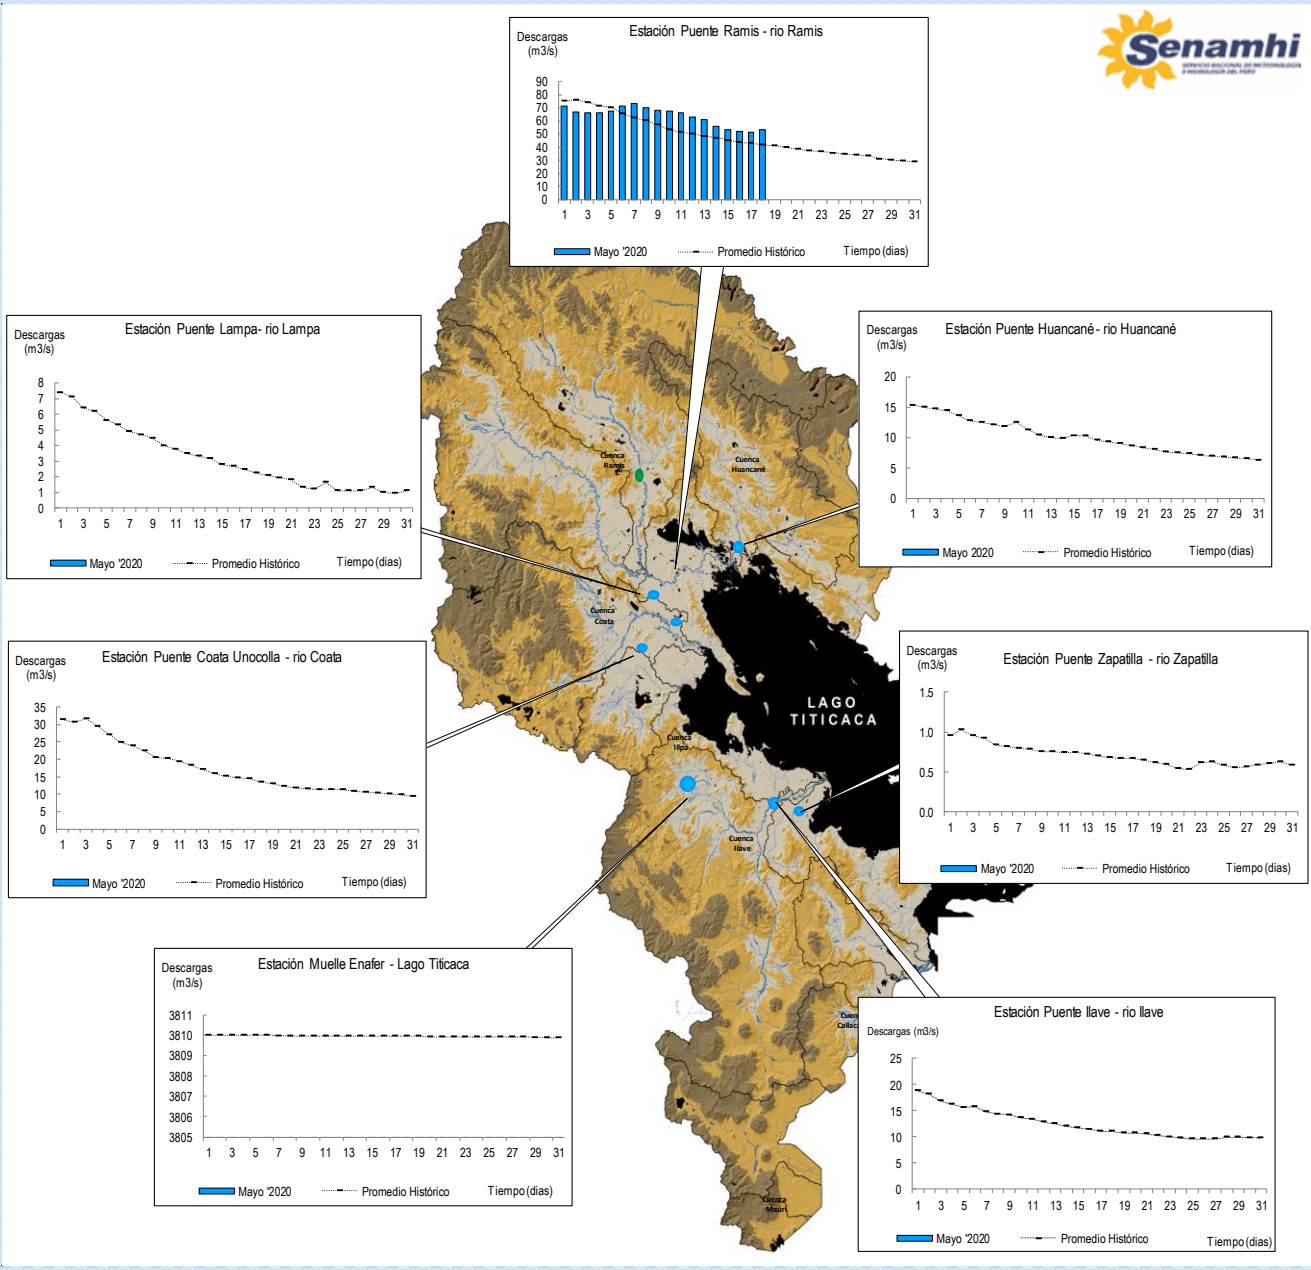 Senamhi
SERVICIO NACIONAL DE METEOROLOGÍA
E HIDROLOGÍA DEL PERÚ
Estación Puente Ramis - rio Ramis
Descargas
(m3/s)
90
80
70
60
50
40
30
20
10
0
1 3 5 7 9 11 13 15 17 19 21 23 25 27 29 31
Mayo '2020 Promedio Histórico Tiempo (dias)
Estación Puente Lampa- rio Lampa
Descargas
(m3/s)
8
7
6
5
4
3
2
1
0
1 3 5 7 9 11 13 15 17 19 21 23 25 27 29 31
Mayo '2020 Promedio Histórico Tiempo (dias)
Estación Puente Huancané - rio Huancané
Descargas
(m3/s)
20
15
10
5
0
1 3 5 7 9 11 13 15 17 19 21 23 25 27 29 31
Mayo 2020 Promedio Histórico Tiempo (dias)
Cuenca
Ramis
Cuenca
Huancané
Cuenca
Coata
Estación Puente Coata Unocolla - rio Coata
Descargas
(m3/s)
35
30
25
20
15
10
5
0
1 3 5 7 9 11 13 15 17 19 21 23 25 27 29 31
Mayo '2020 Promedio Histórico Tiempo (dias)
LAGO
TITICACA
Estación Puente Zapatilla - rio Zapatilla
Descargas
(m3/s)
1.5
1.0
0.5
0.0
1 3 5 7 9 11 13 15 17 19 21 23 25 27 29 31
Mayo '2020 Promedio Histórico Tiempo (dias)
Cuenca
Illpa
Cuenca
Ilave
Estación Muelle Enafer - Lago Titicaca
Descargas
(m3/s)
3811
3810
3809
3808
3807
3806
3805
1 3 5 7 9 11 13 15 17 19 21 23 25 27 29 31
Mayo '2020 Promedio Histórico Tiempo (dias)
Cuen
Callac
Estación Puente Ilave - rio Ilave
Descargas (m3/s)
25
20
15
10
5
0
1 3 5 7 9 11 13 15 17 19 21 23 25 27 29 31
Mayo '2020 Promedio Histórico Tiempo (dias)
Cuenca
Mauri